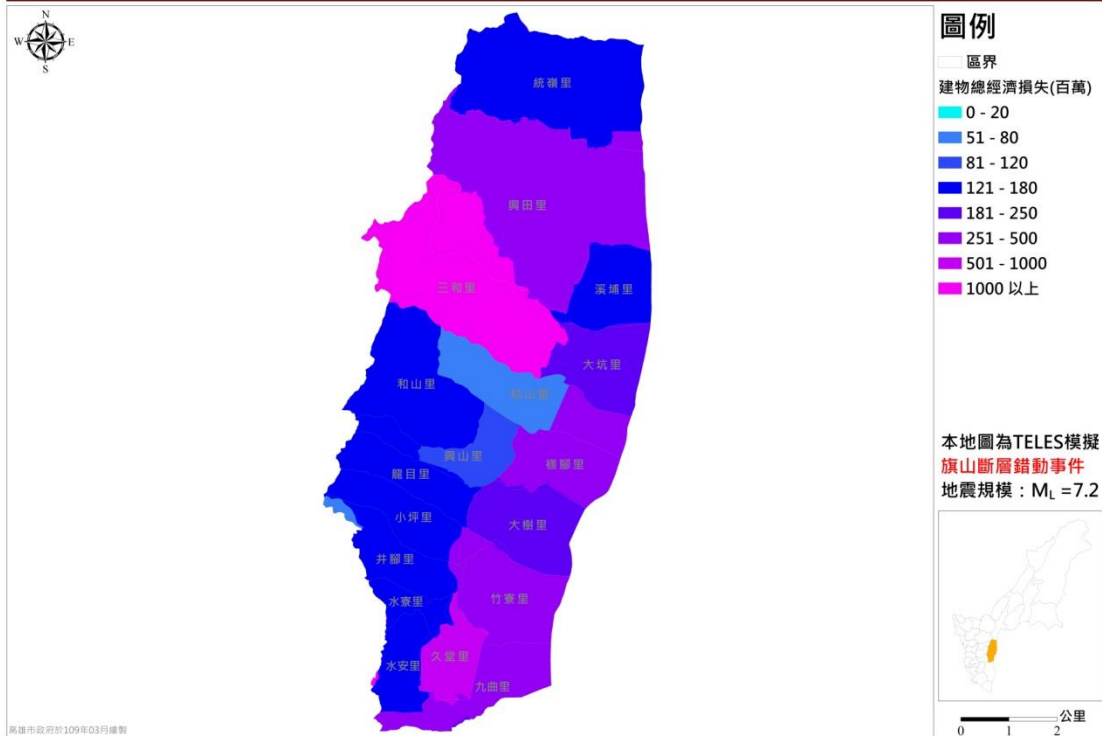 N
W
E
S
統嶺里
興田里
溪埔里
三和里
大坑里
和山里
姑山里
興山里
檨腳里
龍目里
小坪里
大樹里
井腳里
竹寮里
水寮里
水安里
久堂里
九曲里
圖例
區界
建物總經濟損失(百萬)
0 - 20
51 - 80
81 - 120
121 - 180
181 - 250
251 - 500
501 - 1000
1000 以上
本地圖為TELES模擬
旗山斷層錯動事件
地震規模：ML =7.2
公里
0 1 2
高雄市政府於109年03月繪製